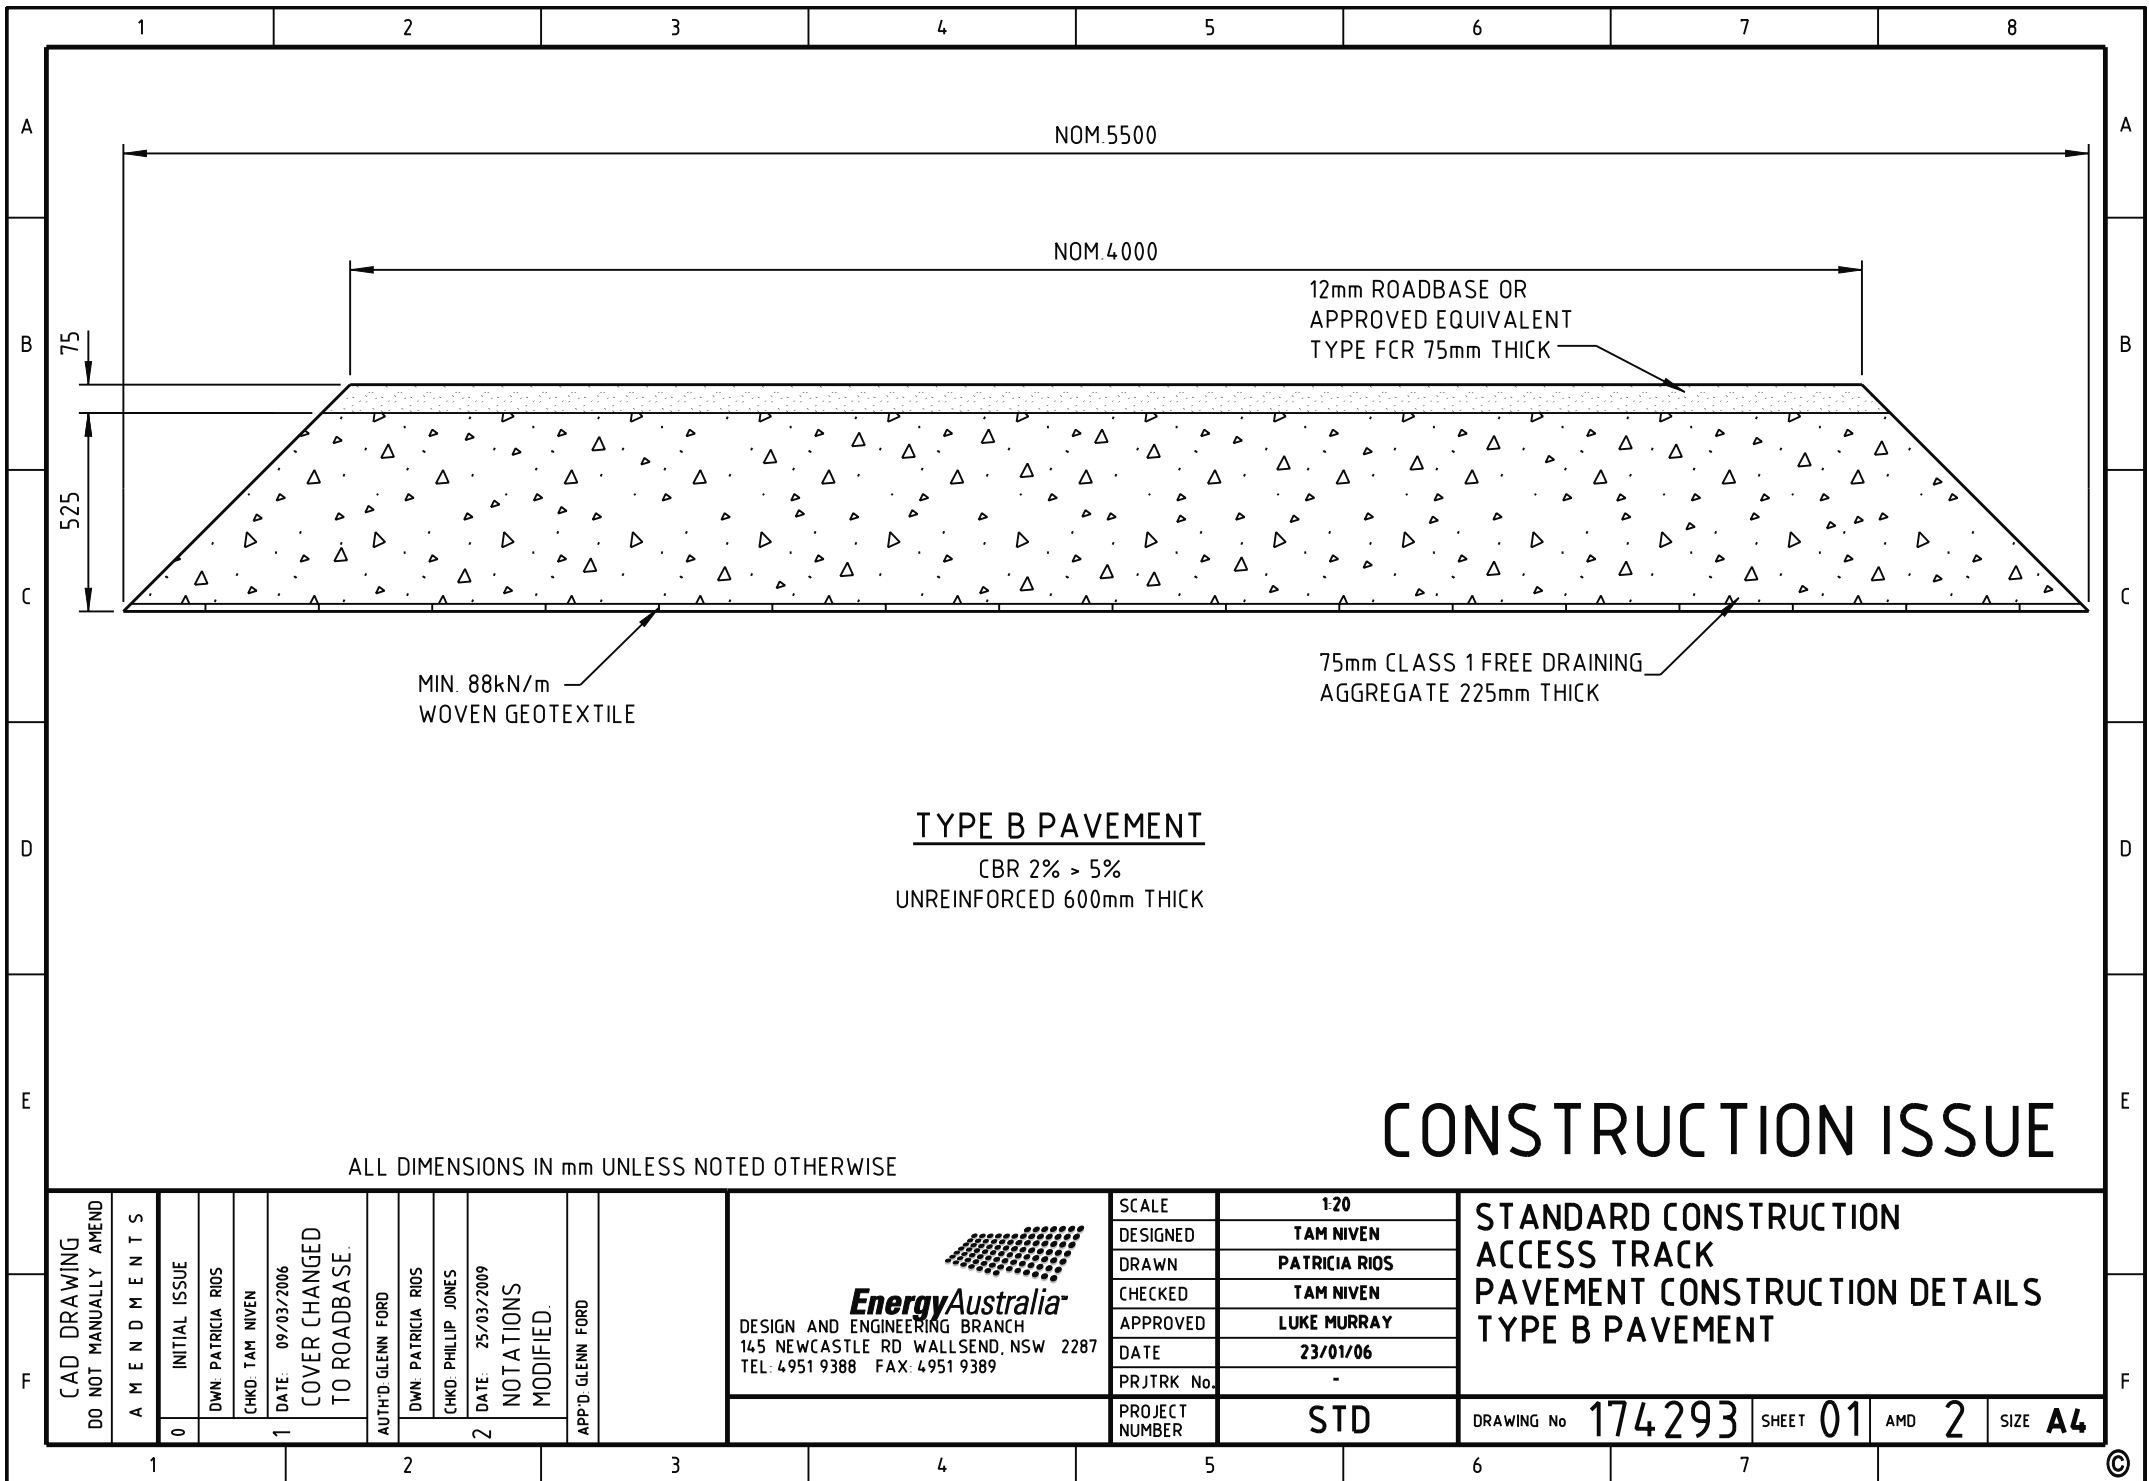 1 2 3 4 5 6 7 8
A A
NOM.5500
NOM.4000
12mm ROADBASE OR
APPROVED EQUIVALENT
TYPE FCR 75mm THICK
B B
75
525
C C
75mm CLASS 1 FREE DRAINING
AGGREGATE 225mm THICK
MIN. 88kN/m
WOVEN GEOTEXTILE
TYPE B PAVEMENT
CBR 2% > 5%
UNREINFORCED 600mm THICK
D D
E E
CONSTRUCTION ISSUE
ALL DIMENSIONS IN mm UNLESS NOTED OTHERWISE
F F
CAD DRAWING
DO NOT MANUALLY AMEND
AMENDMENTS
0 INITIAL ISSUE
DWN: PATRICIA RIOS
CHKD: TAM NIVEN
1 DATE: 09/03/2006
COVER CHANGED
TO ROADBASE.
AUTH'D: GLENN FORD
DWN: PATRICIA RIOS
CHKD: PHILLIP JONES
2 DATE: 25/03/2009
NOTATIONS
MODIFIED.
APP'D: GLENN FORD
EnergyAustralia™
DESIGN AND ENGINEERING BRANCH
145 NEWCASTLE RD WALLSEND, NSW 2287
TEL: 4951 9388 FAX: 4951 9389
SCALE 1:20
DESIGNED TAM NIVEN
DRAWN PATRICIA RIOS
CHECKED TAM NIVEN
APPROVED LUKE MURRAY
DATE 23/01/06
PRJTRK No. -
PROJECT
NUMBER
STD
STANDARD CONSTRUCTION
ACCESS TRACK
PAVEMENT CONSTRUCTION DETAILS
TYPE B PAVEMENT
DRAWING No 174293 SHEET 01 AMD 2 SIZE A4
1 2 3 4 5 6 7 ©